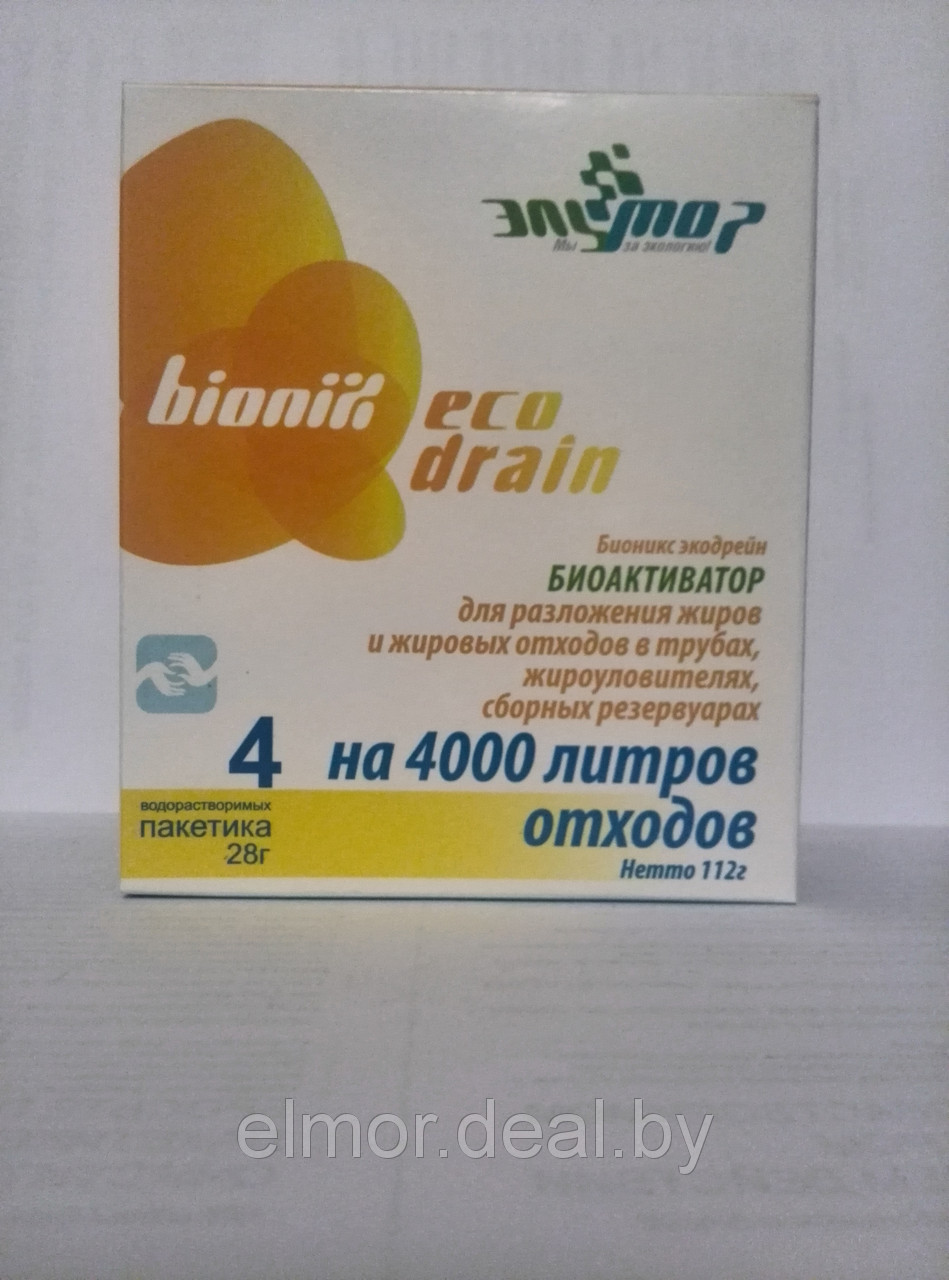 элмор
Мы за экологию!
bionix eco
drain
Бионикс экодрейн
БИОАКТИВАТОР
для разложения жиров
и жировых отходов в трубах,
жироуловителях,
сборных резервуарах
4
водорастворимых
пакетика
28г
на 4000 литров
отходов
Нетто 112г
elmor.deal.by